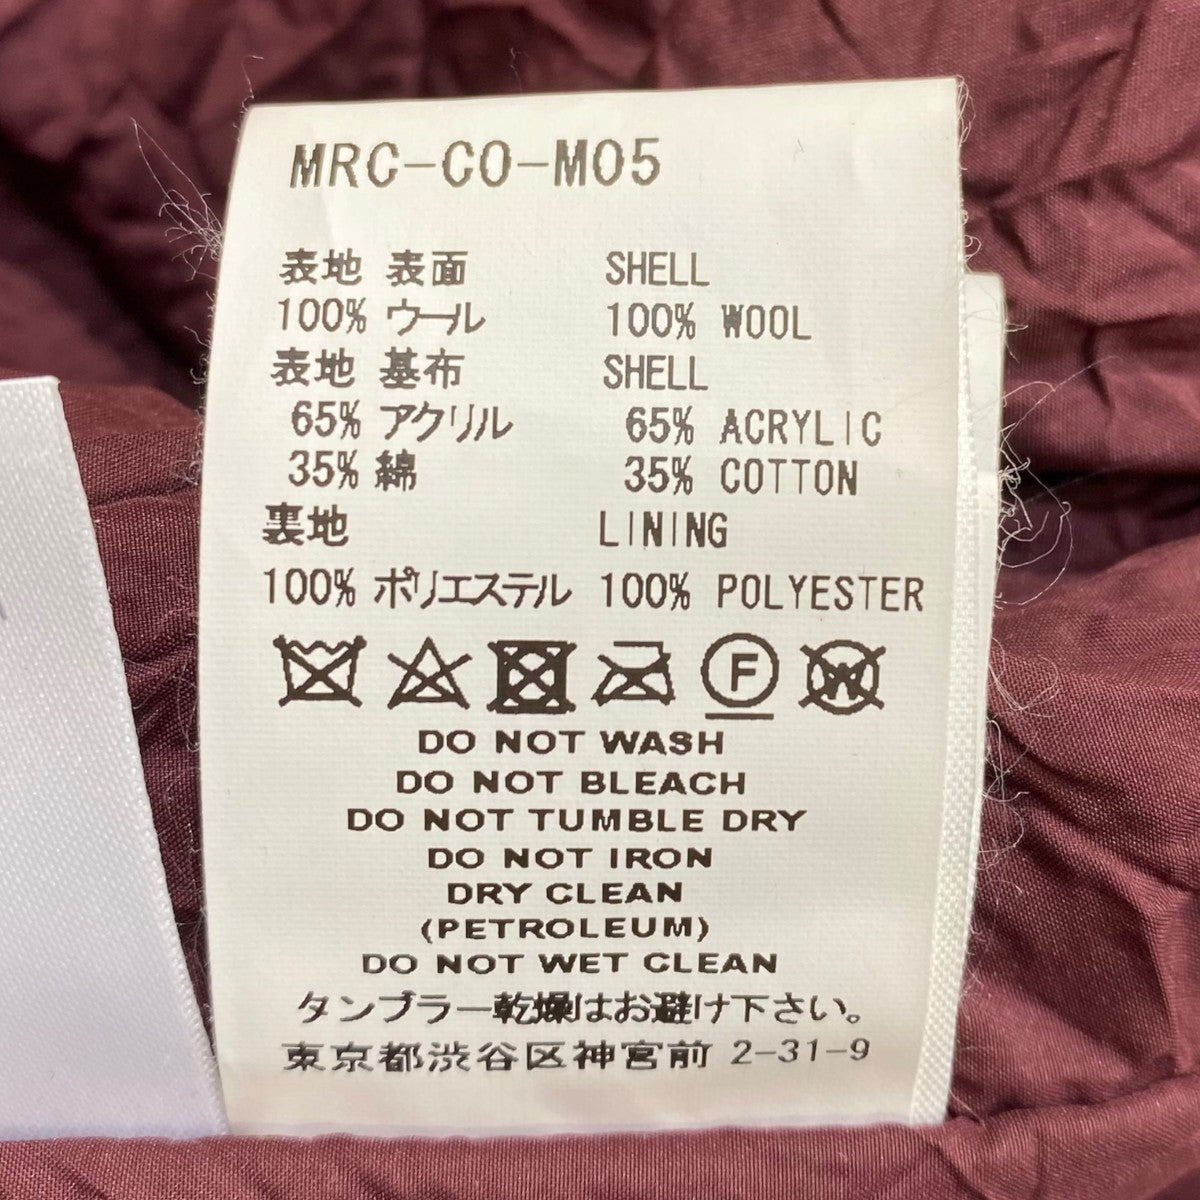 MRC-CO-M05
表地 表面 SHELL
100% ウール 100% WOOL
表地 基布 SHELL
65% アクリル 65% ACRYLIC
35% 綿 35% COTTON
裏地 LINING
100% ポリエステル 100% POLYESTER
F W
DO NOT WASH
DO NOT BLEACH
DO NOT TUMBLE DRY
DO NOT IRON
DRY CLEAN
(PETROLEUM)
DO NOT WET CLEAN
タンブラー乾燥はお避け下さい。
東京都渋谷区神宮前 2-31-9